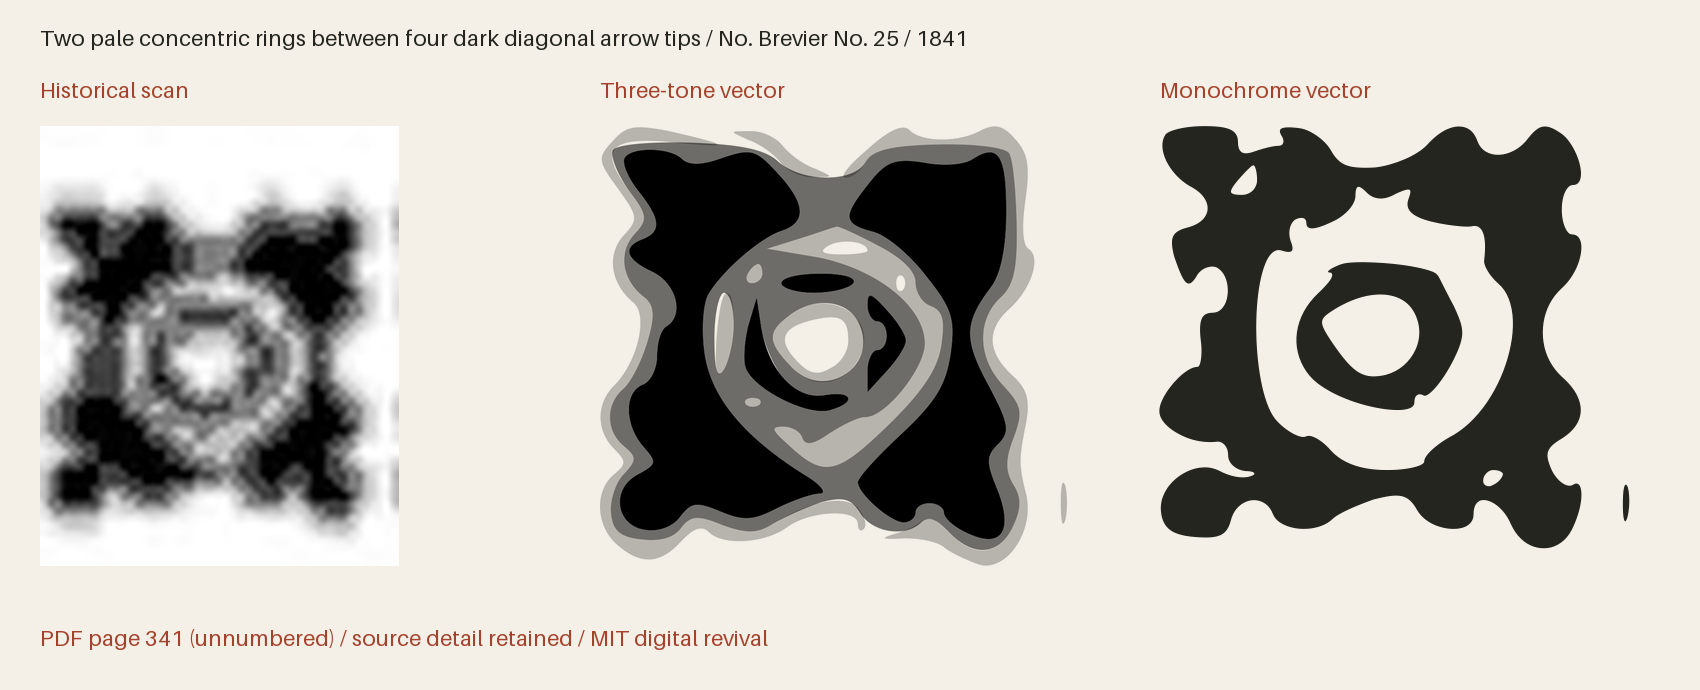 Two pale concentric rings between four dark diagonal arrow tips / No. Brevier No. 25 / 1841
Historical scan
Three-tone vector
Monochrome vector
PDF page 341 (unnumbered) / source detail retained / MIT digital revival